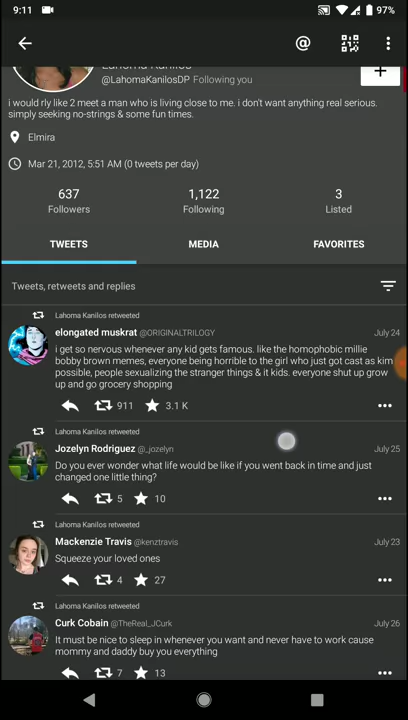 9:11
97%
@LahomaKanilosDP Following you
i would rly like 2 meet a man who is living close to me. i don't want anything real serious.
simply seeking no-strings & some fun times.
Elmira
Mar 21, 2012, 5:51 AM (0 tweets per day)
637 1,122 3
Followers Following Listed
TWEETS MEDIA FAVORITES
Tweets, retweets and replies
Lahoma Kanilos retweeted
elongated muskrat @ORIGINALTRILOGY July 24
i get so nervous whenever any kid gets famous. like the homophobic millie
bobby brown memes, everyone being horrible to the girl who just got cast as kim
possible, people sexualizing the stranger things & it kids. everyone shut up grow
up and go grocery shopping
911 3.1 K
Lahoma Kanilos retweeted
Jozelyn Rodriguez @_jozelyn July 25
Do you ever wonder what life would be like if you went back in time and just
changed one little thing?
5 10
Lahoma Kanilos retweeted
Mackenzie Travis @kenztravis July 23
Squeeze your loved ones
4 27
Lahoma Kanilos retweeted
Curk Cobain @TheReal_JCurk July 26
It must be nice to sleep in whenever you want and never have to work cause
mommy and daddy buy you everything
7 13